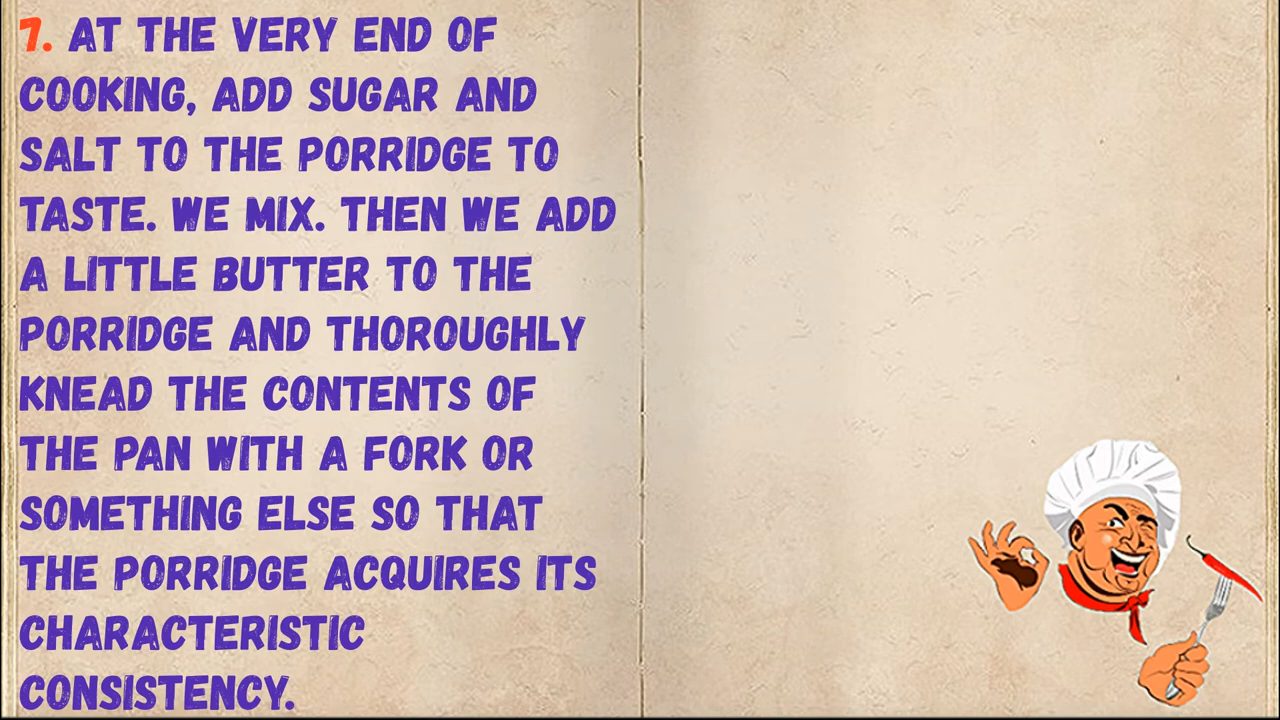 7. AT THE VERY END OF
COOKING, ADD SUGAR AND
SALT TO THE PORRIDGE TO
TASTE. WE MIX. THEN WE ADD
A LITTLE BUTTER TO THE
PORRIDGE AND THOROUGHLY
KNEAD THE CONTENTS OF
THE PAN WITH A FORK OR
SOMETHING ELSE SO THAT
THE PORRIDGE ACQUIRES ITS
CHARACTERISTIC
CONSISTENCY.